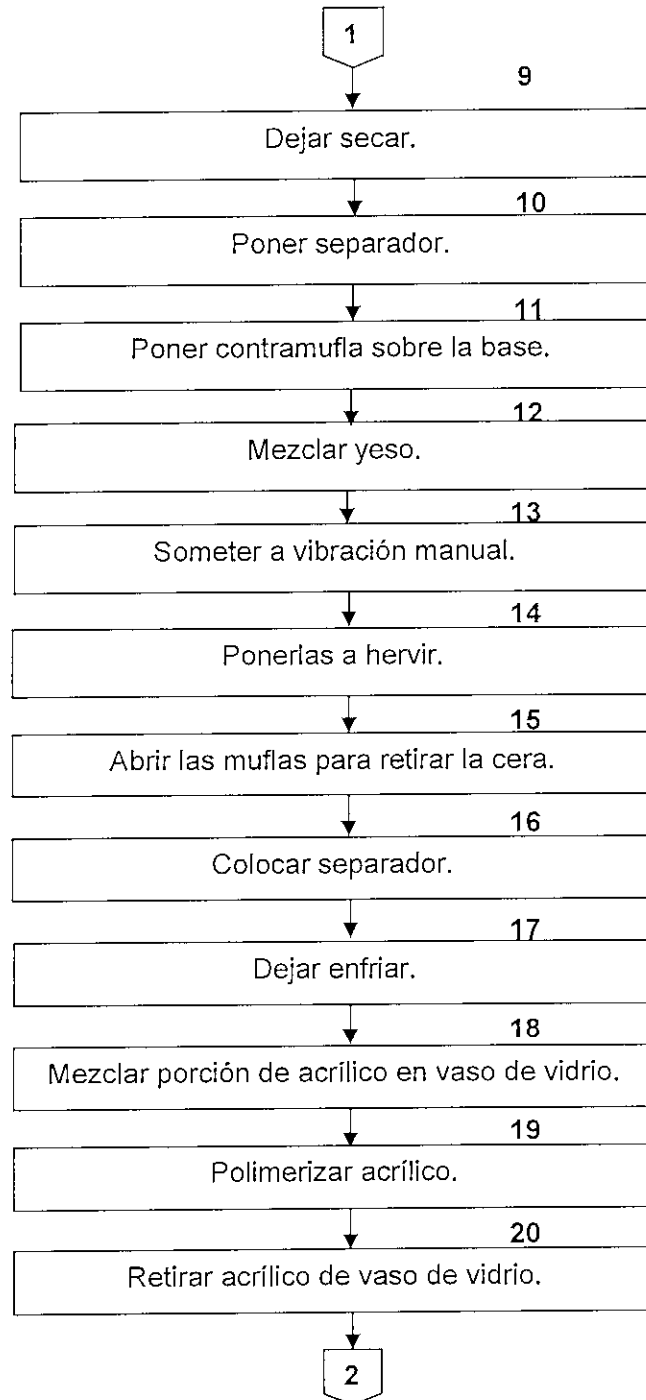 1
9
Dejar secar.
10
Poner separador.
11
Poner contramufla sobre la base.
12
Mezclar yeso.
13
Someter a vibración manual.
14
Ponerlas a hervir.
15
Abrir las muflas para retirar la cera.
16
Colocar separador.
17
Dejar enfriar.
18
Mezclar porción de acrílico en vaso de vidrio.
19
Polimerizar acrílico.
20
Retirar acrílico de vaso de vidrio.
2